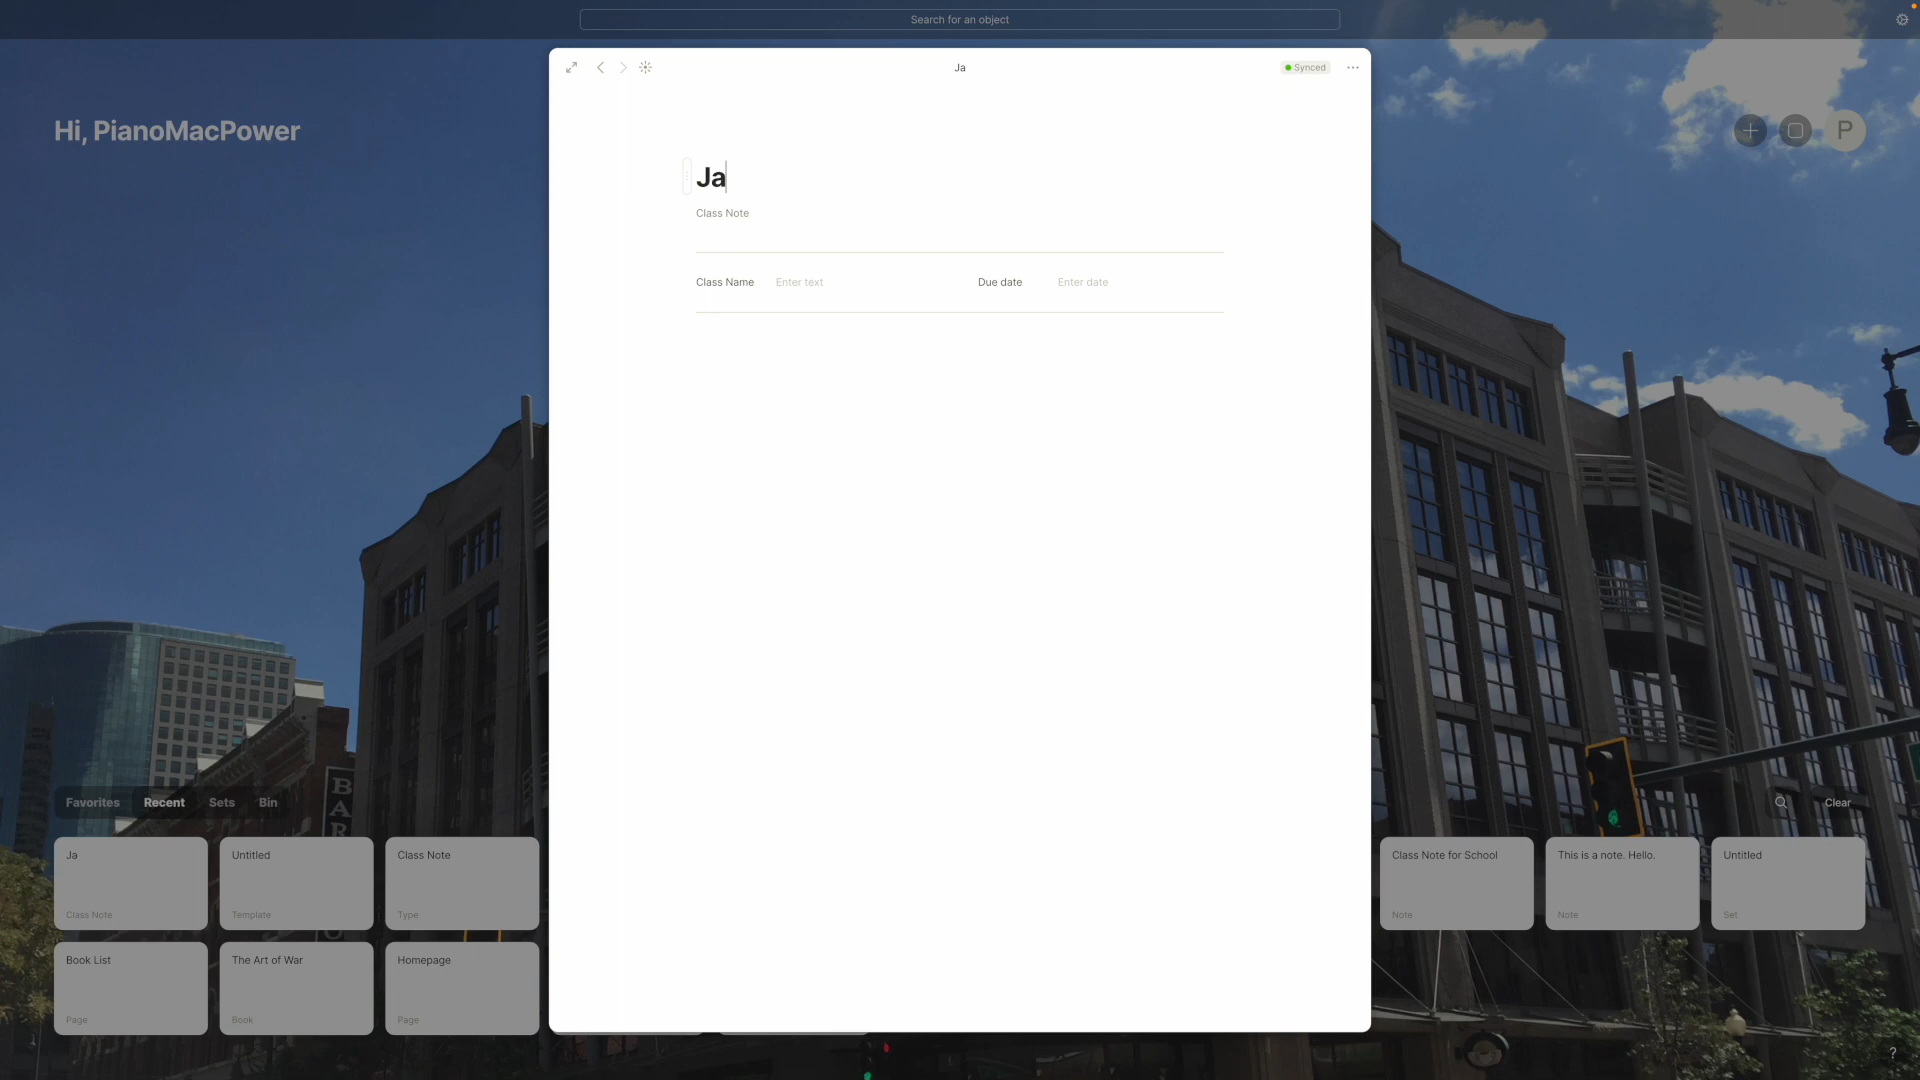 Search for an object
Ja
Synced
Hi, PianoMacPower
P
Ja
Class Note
Class Name
Enter text
Due date
Enter date
BAR
Favorites
Recent
Sets
Bin
Clear
Ja
Class Note
Untitled
Template
Class Note
Type
Class Note for School
Note
This is a note. Hello.
Note
Untitled
Set
Book List
Page
The Art of War
Book
Homepage
Page
?